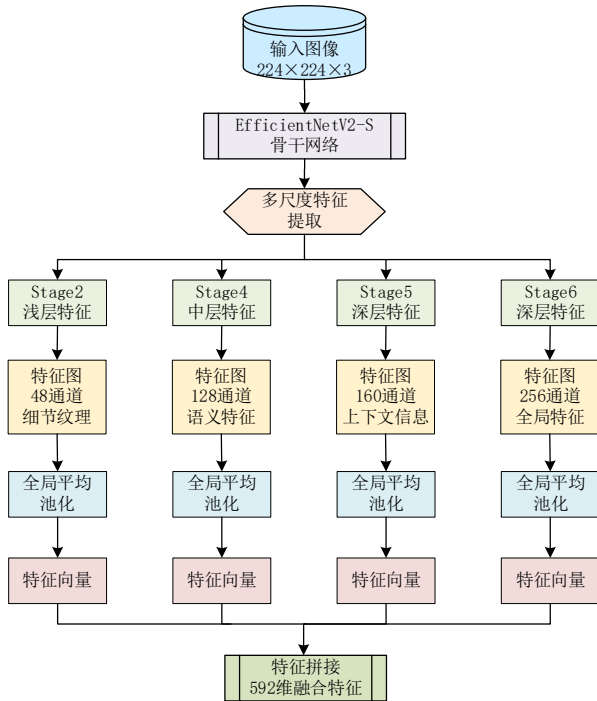 输入图像
224×224×3
EfficientNetV2-S
骨干网络
多尺度特征
提取
Stage2
浅层特征
Stage4
中层特征
Stage5
深层特征
Stage6
深层特征
特征图
48通道
细节纹理
特征图
128通道
语义特征
特征图
160通道
上下文信息
特征图
256通道
全局特征
全局平均
池化
全局平均
池化
全局平均
池化
全局平均
池化
特征向量
特征向量
特征向量
特征向量
特征拼接
592维融合特征